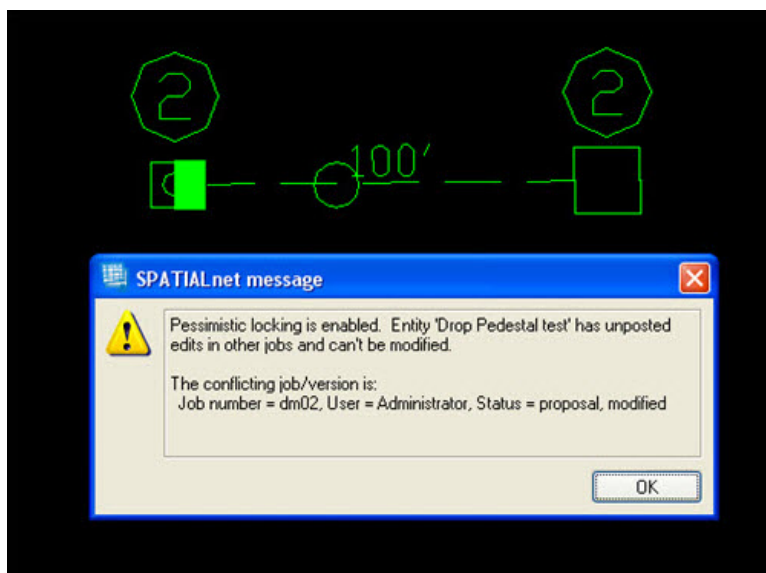 2
2
100'
SPATIALnet message
Pessimistic locking is enabled. Entity 'Drop Pedestal test' has unposted
edits in other jobs and can't be modified.
The conflicting job/version is:
Job number = dm02, User = Administrator, Status = proposal, modified
OK